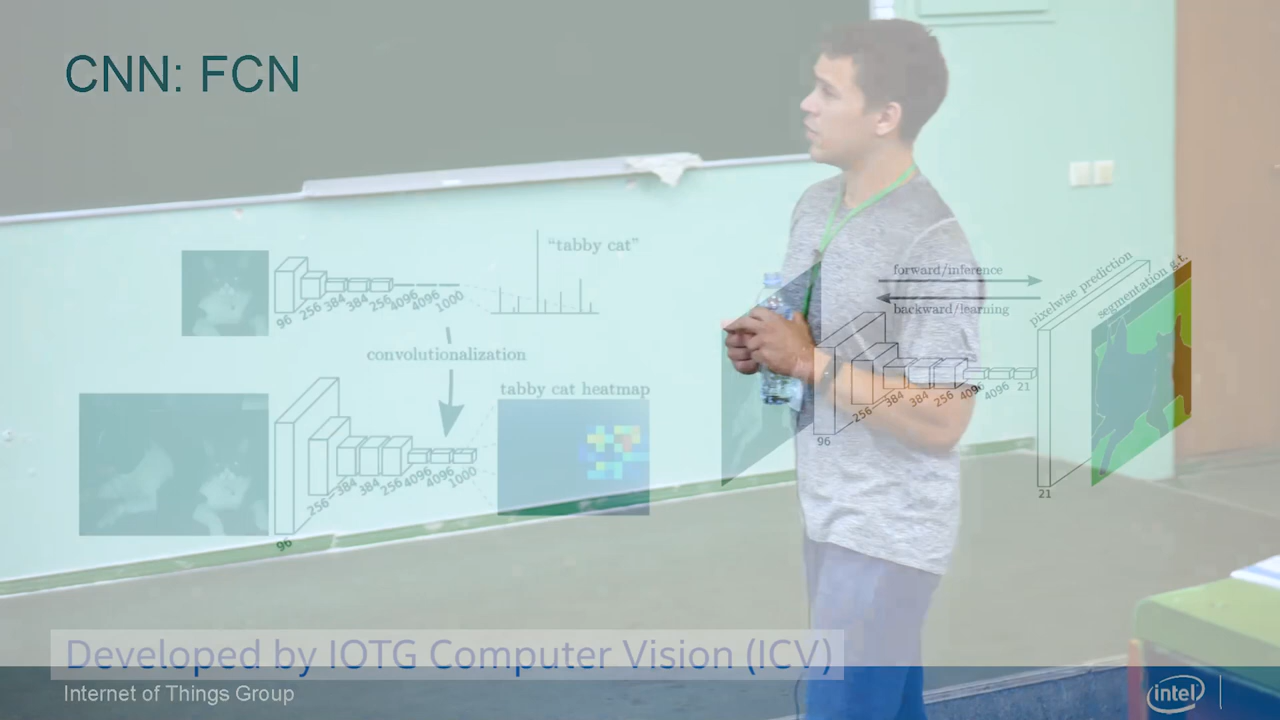 CNN: FCN
"tabby cat"
96
256
384
384
256
4096
4096
1000
convolutionalization
tabby cat heatmap
96
256
384
384
256
4096
4096
1000
forward/inference
backward/learning
pixelwise prediction
segmentation g.t.
96
256
384
384
256
4096
4096
21
21
Developed by IOTG Computer Vision (ICV)
Internet of Things Group
intel